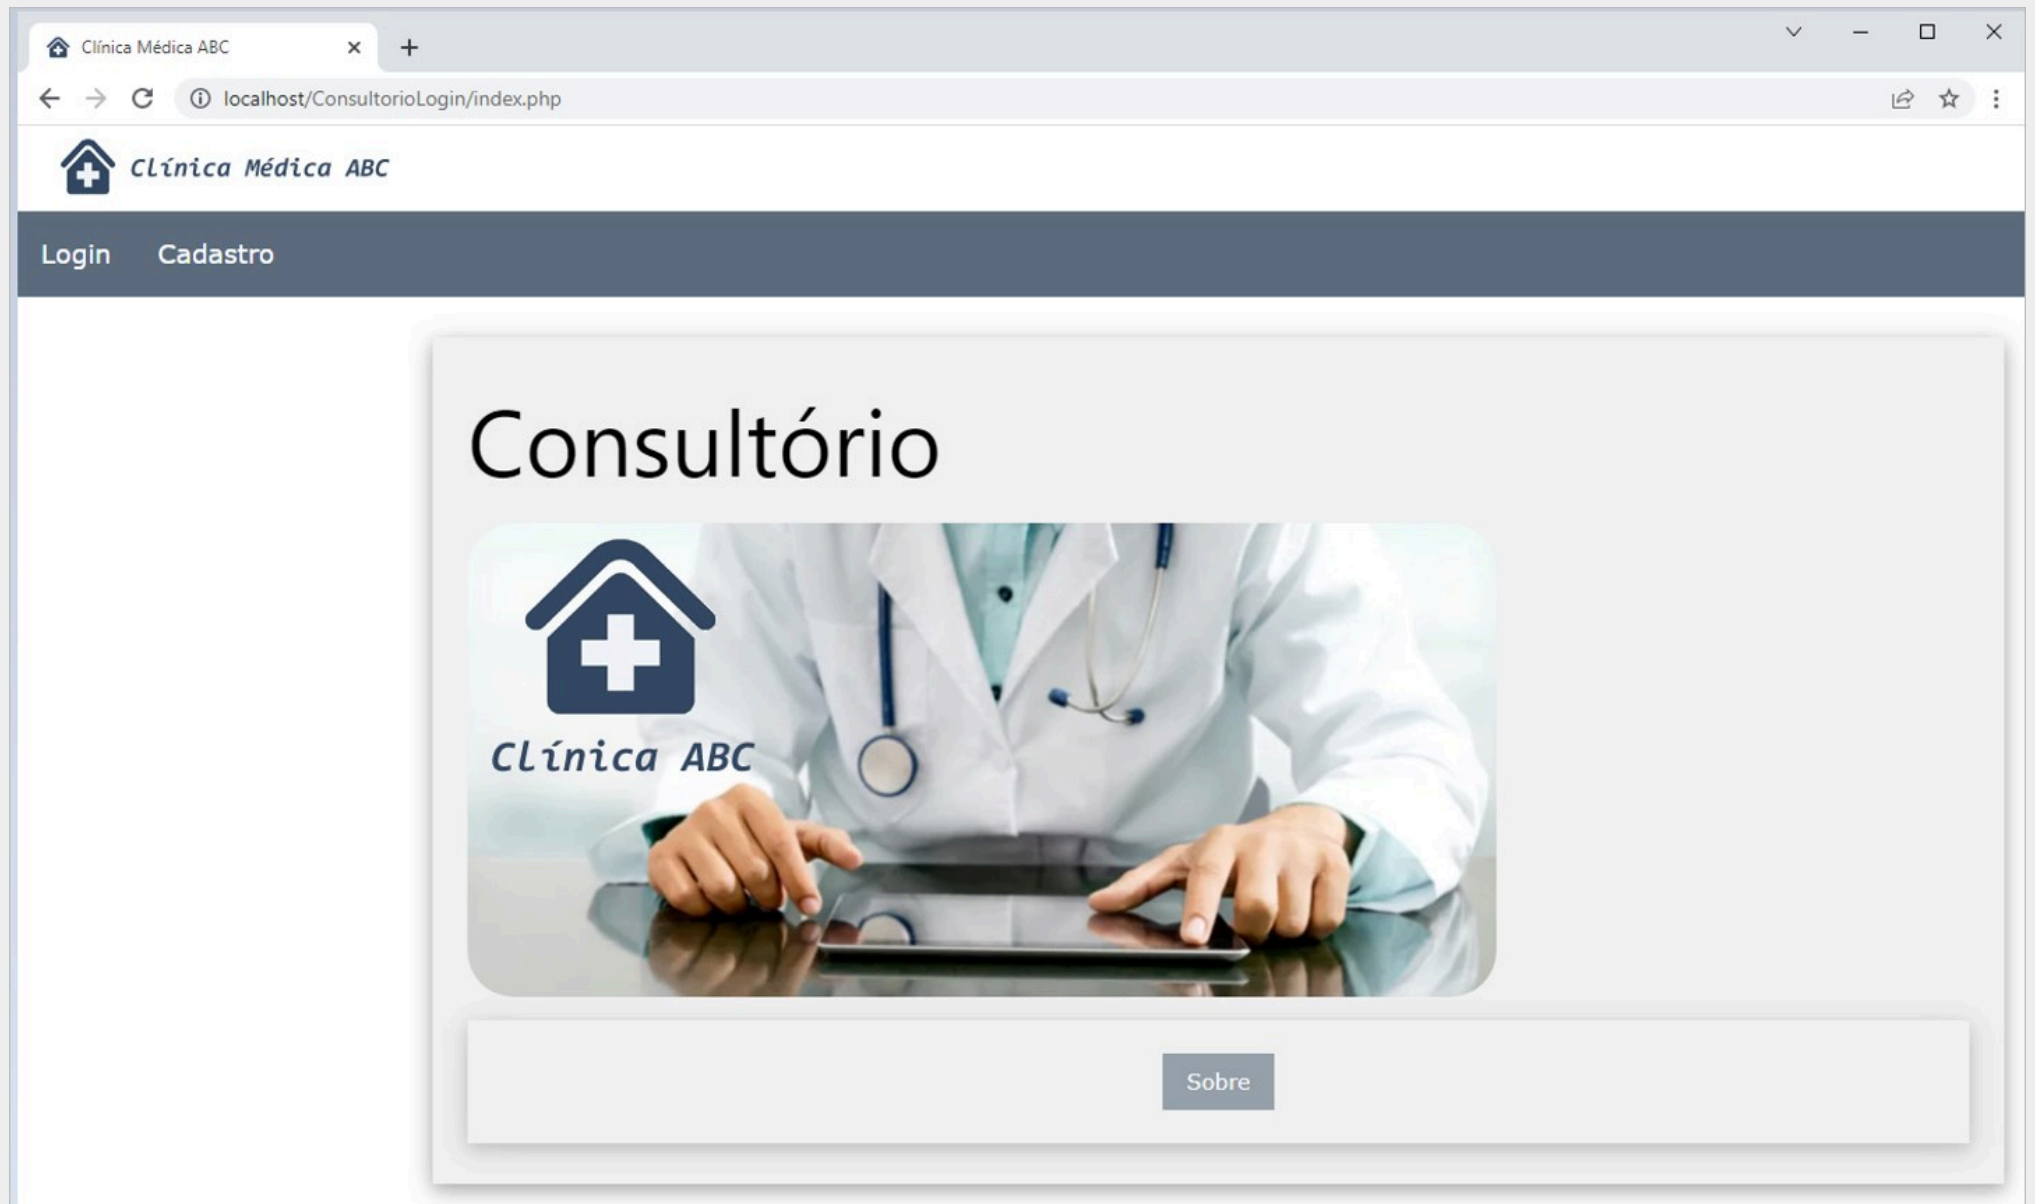 Clínica Médica ABC
localhost/ConsultorioLogin/index.php
Clínica Médica ABC
Login Cadastro
Consultório
Clínica ABC
Sobre